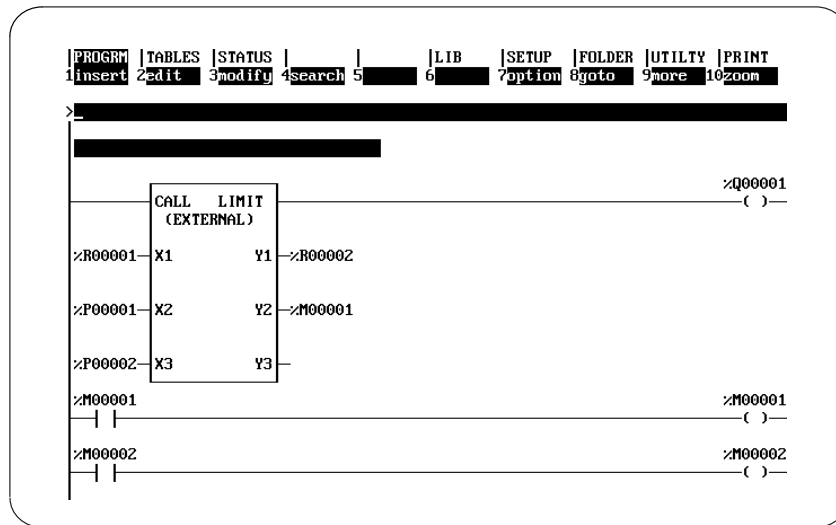 PROGRM TABLES STATUS LIB SETUP FOLDER UTILTY PRINT
1insert 2edit 3modify 4search 5 6 7option 8goto 9more 10zoom
>_
%Q00001
CALL LIMIT ( )
(EXTERNAL)
%R00001 X1 Y1 %R00002
%P00001 X2 Y2 %M00001
%P00002 X3 Y3
%M00001 %M00001
( )
%M00002 %M00002
( )